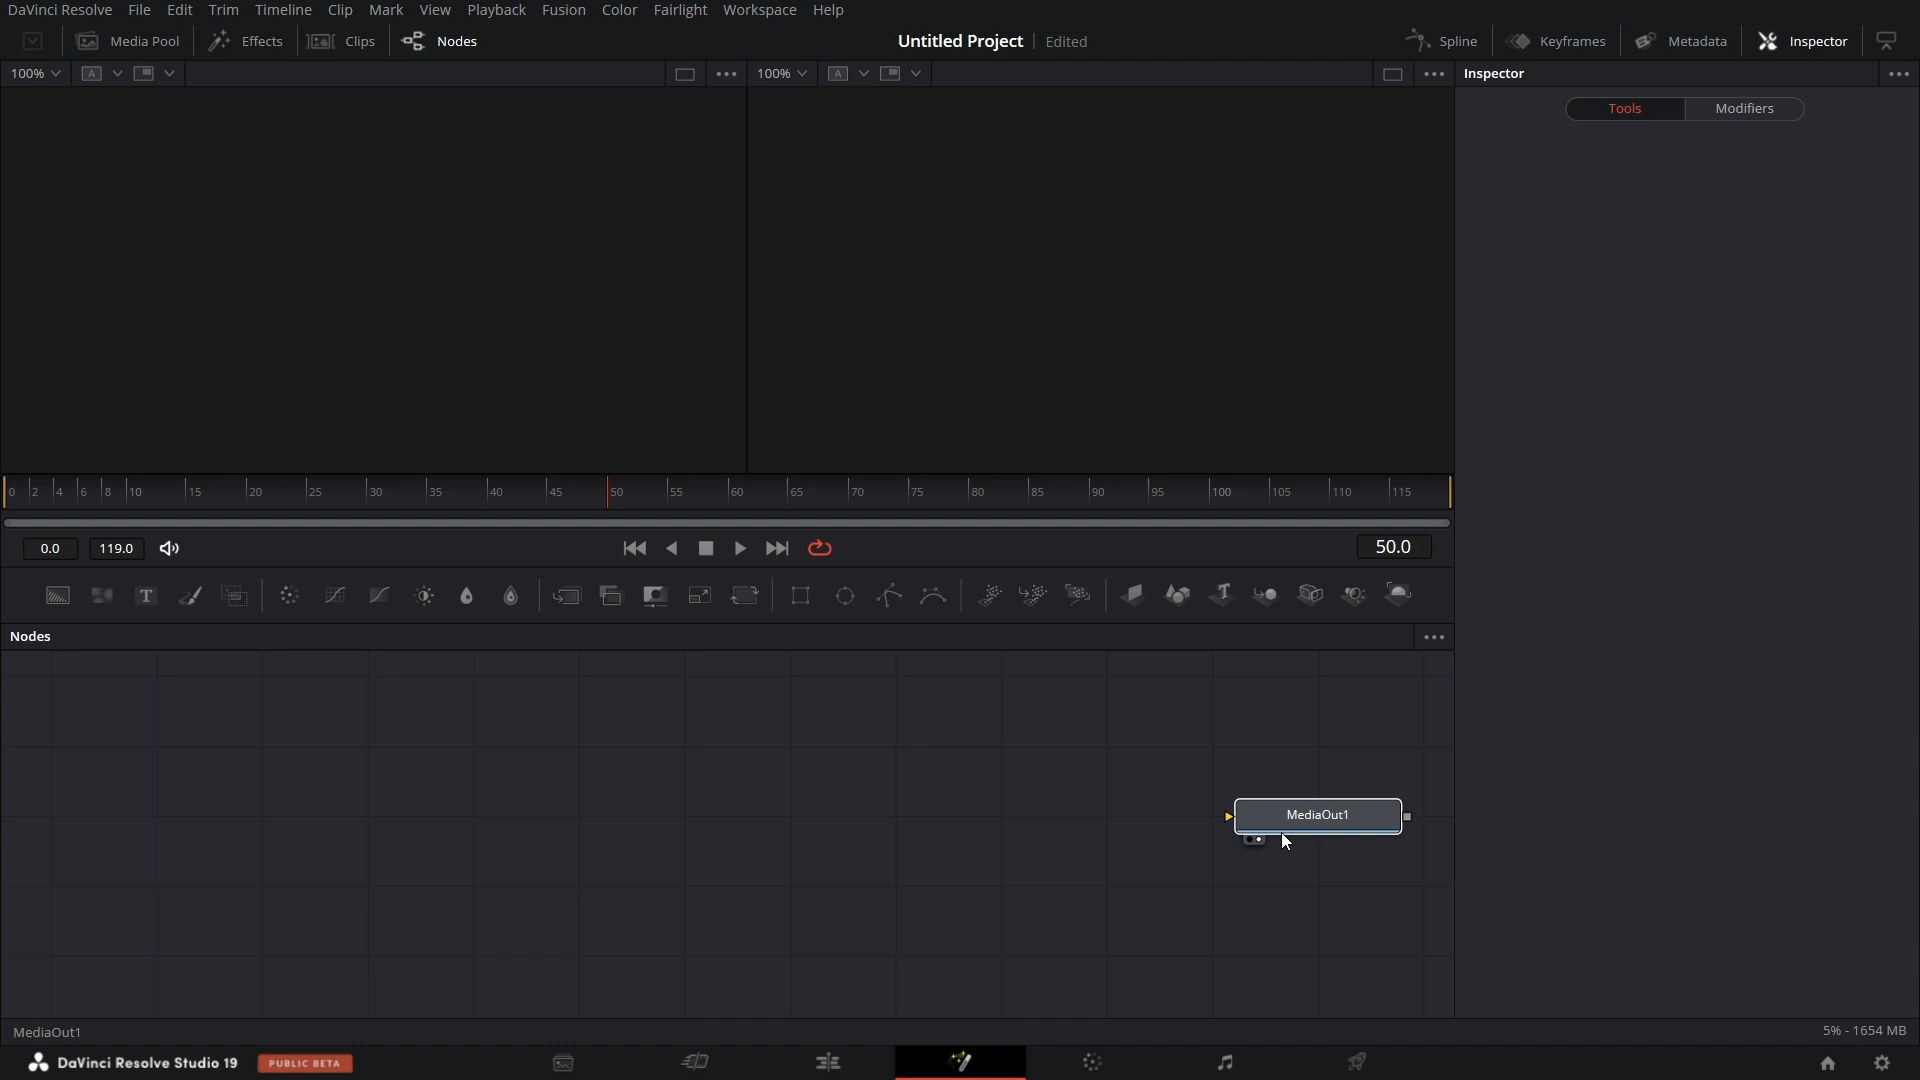 DaVinci Resolve File Edit Trim Timeline Clip Mark View Playback Fusion Color Fairlight Workspace Help
Media Pool Effects Clips Nodes Untitled Project Edited Spline Keyframes Metadata Inspector
100% A 100% A Inspector
Tools Modifiers
0 2 4 6 8 10 15 20 25 30 35 40 45 50 55 60 65 70 75 80 85 90 95 100 105 110 115
0.0 119.0 50.0
T T
Nodes
MediaOut1
MediaOut1 5% - 1654 MB
DaVinci Resolve Studio 19 PUBLIC BETA